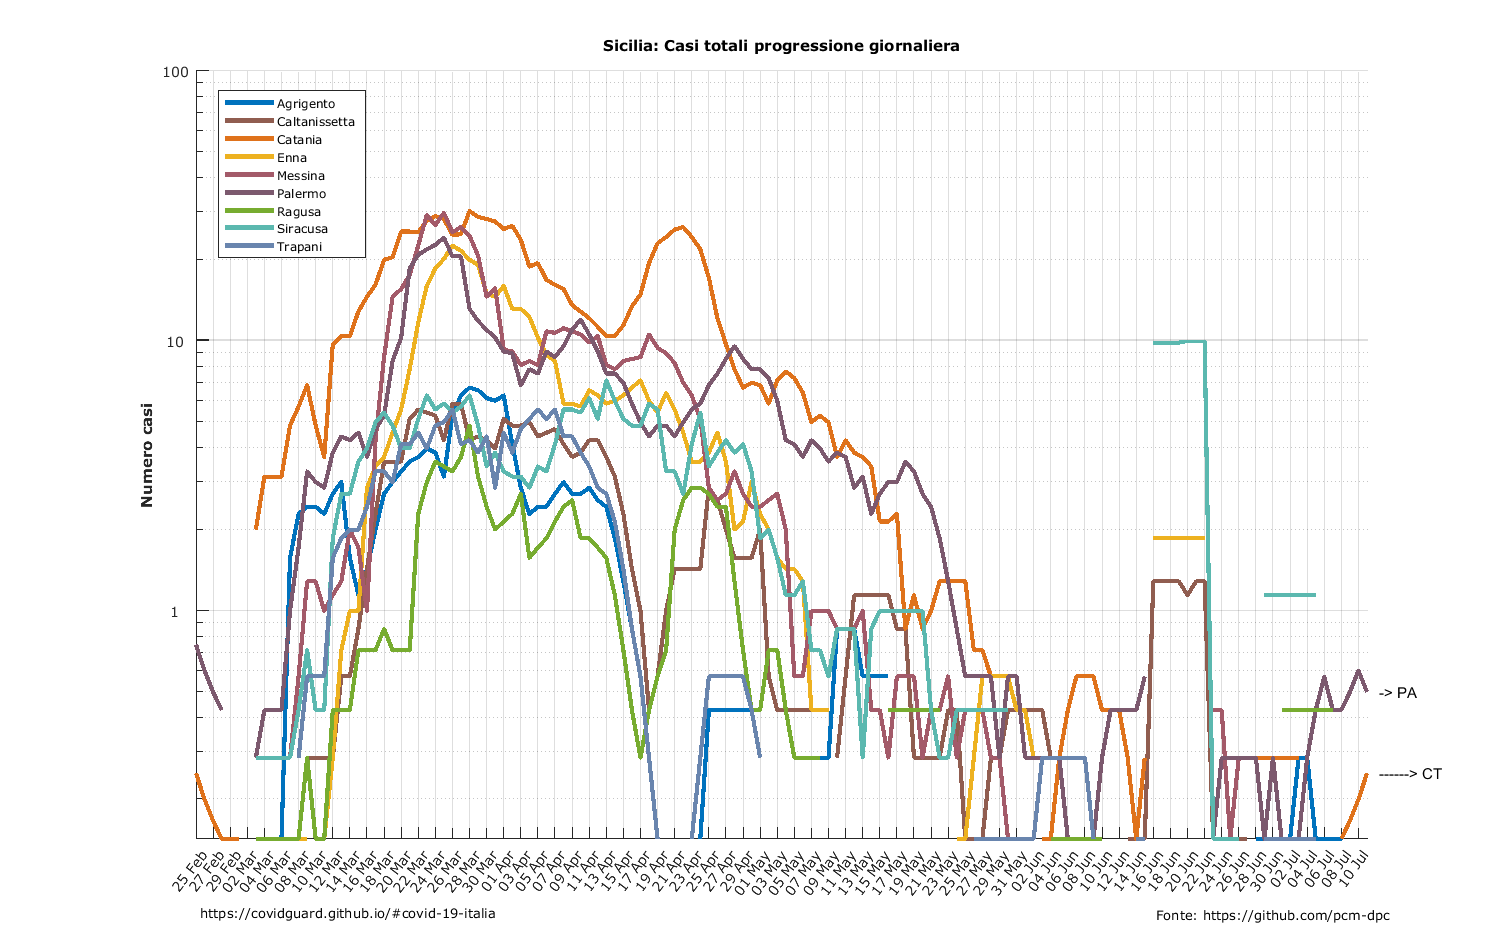 Sicilia: Casi totali progressione giornaliera
100
10
1
Numero casi
Agrigento
Caltanissetta
Catania
Enna
Messina
Palermo
Ragusa
Siracusa
Trapani
-> PA
------> CT
25 Feb
27 Feb
29 Feb
02 Mar
04 Mar
06 Mar
08 Mar
10 Mar
12 Mar
14 Mar
16 Mar
18 Mar
20 Mar
22 Mar
24 Mar
26 Mar
28 Mar
30 Mar
01 Apr
03 Apr
05 Apr
07 Apr
09 Apr
11 Apr
13 Apr
15 Apr
17 Apr
19 Apr
21 Apr
23 Apr
25 Apr
27 Apr
29 Apr
01 May
03 May
05 May
07 May
09 May
11 May
13 May
15 May
17 May
19 May
21 May
23 May
25 May
27 May
29 May
31 May
02 Jun
04 Jun
06 Jun
08 Jun
10 Jun
12 Jun
14 Jun
16 Jun
18 Jun
20 Jun
22 Jun
24 Jun
26 Jun
28 Jun
30 Jun
02 Jul
04 Jul
06 Jul
08 Jul
10 Jul
https://covidguard.github.io/#covid-19-italia
Fonte: https://github.com/pcm-dpc